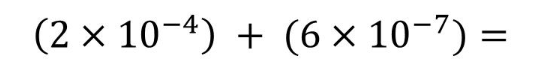 (2 × 10⁻⁴) + (6 × 10⁻⁷) =